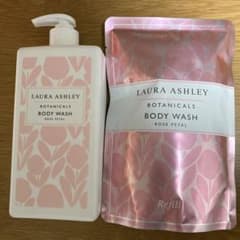 LAURA ASHLEY
BOTANICALS
BODY WASH
ROSE PETAL
LAURA ASHLEY
BOTANICALS
BODY WASH
ROSE PETAL
Refill